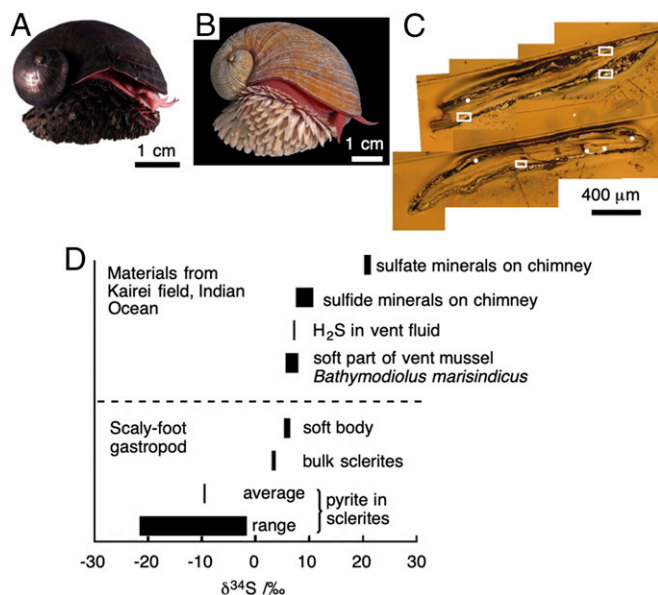 A
1 cm
B
1 cm
C
400 µm
D
Materials from
Kairei field, Indian
Ocean
sulfate minerals on chimney
sulfide minerals on chimney
H₂S in vent fluid
soft part of vent mussel
Bathymodiolus marisindicus
Scaly-foot
gastropod
soft body
bulk sclerites
average
range
pyrite in
sclerites
-30 -20 -10 0 10 20 30
δ³⁴S /‰